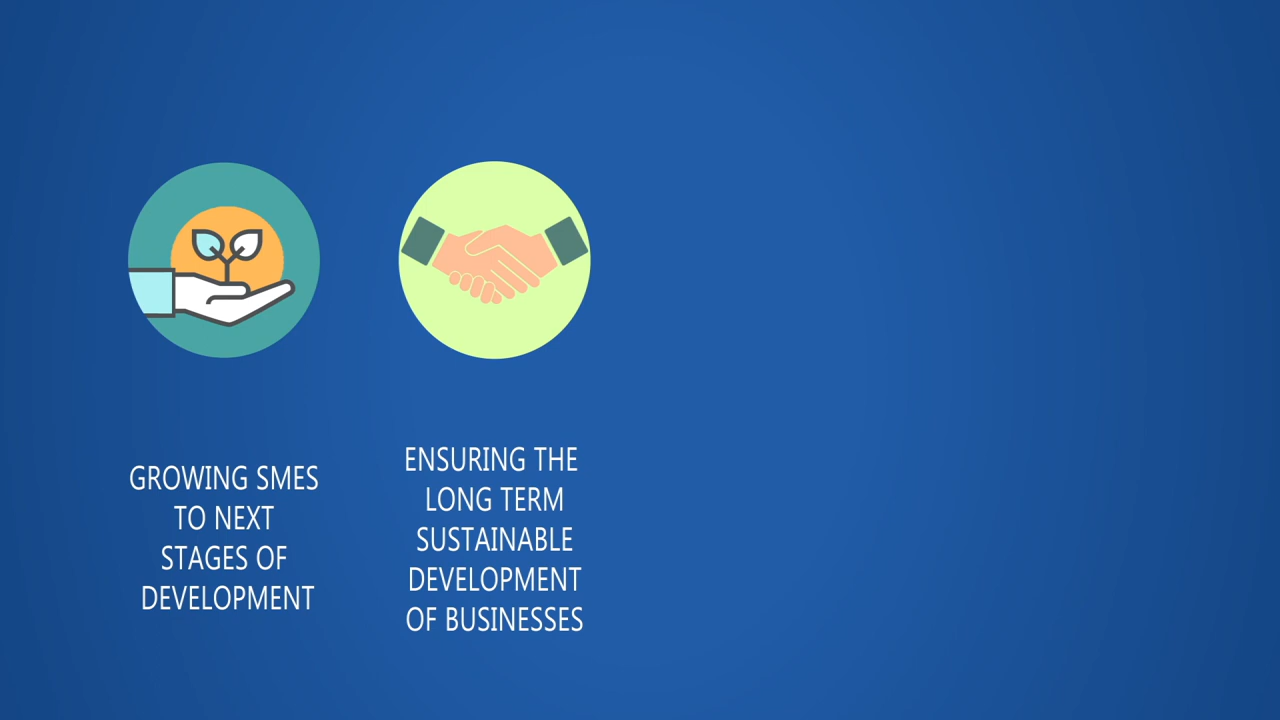 GROWING SMES
TO NEXT
STAGES OF
DEVELOPMENT
ENSURING THE
LONG TERM
SUSTAINABLE
DEVELOPMENT
OF BUSINESSES